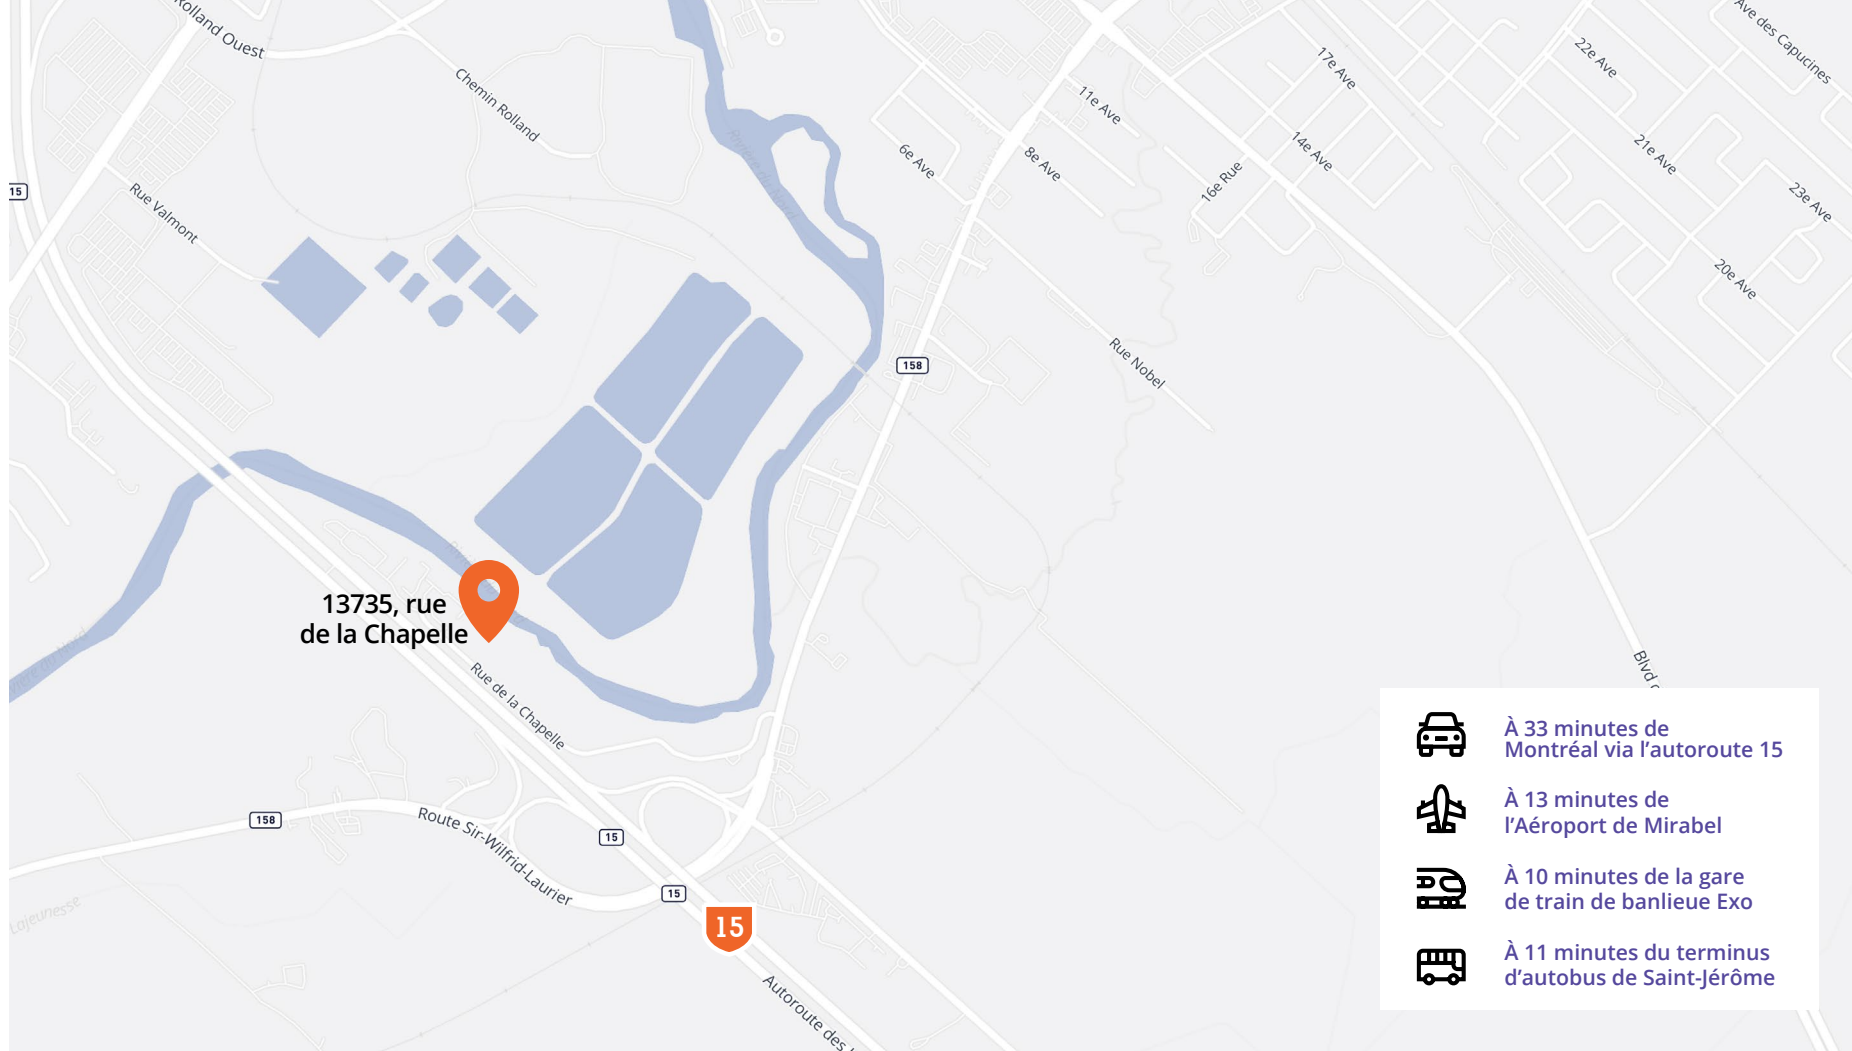 Rolland Ouest
Chemin Rolland
Rue Valmont
15
Rivière du Nord
6e Ave
8e Ave
11e Ave
16e Rue
14e Ave
17e Ave
22e Ave
Ave des Capucines
21e Ave
23e Ave
20e Ave
Rue Nobel
158
13735, rue
de la Chapelle
Rue de la Chapelle
158
Route Sir-Wilfrid-Laurier
15
15
15
Autoroute des
Lajeunesse
Blvd
À 33 minutes de
Montréal via l’autoroute 15
À 13 minutes de
l’Aéroport de Mirabel
À 10 minutes de la gare
de train de banlieue Exo
À 11 minutes du terminus
d’autobus de Saint-Jérôme